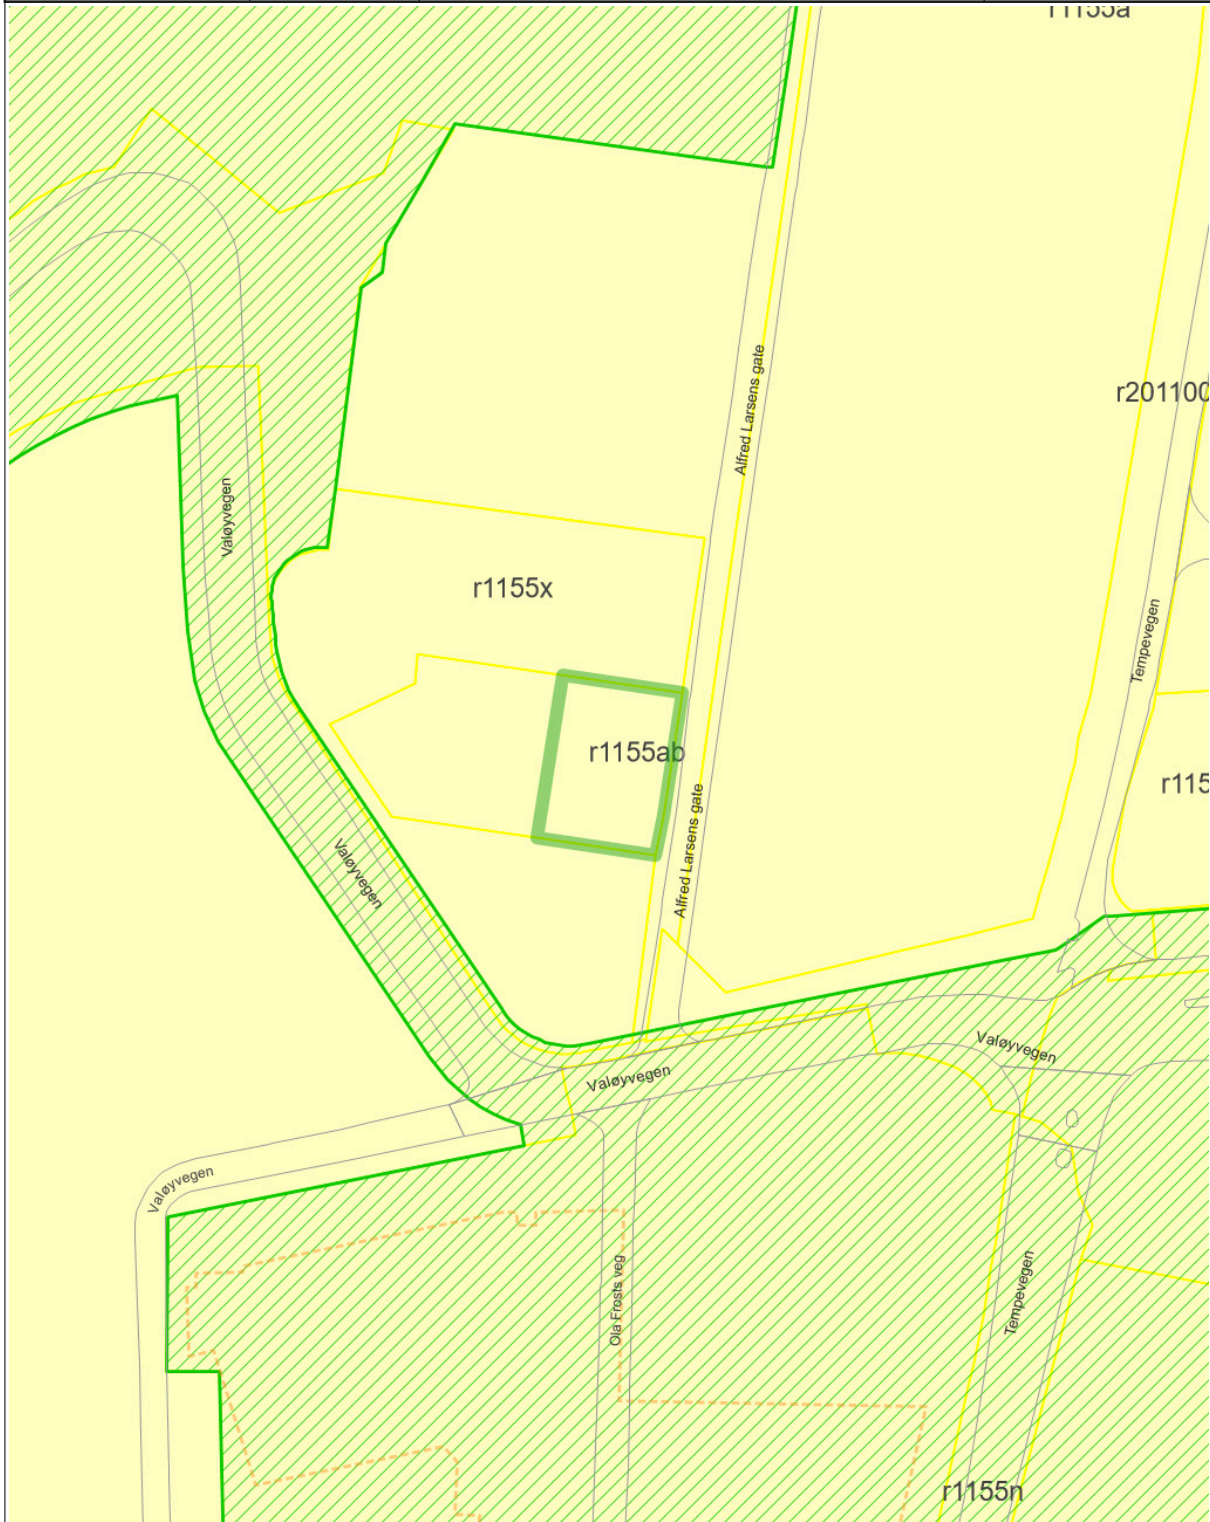 r1155a
Alfred Larsens gate
r201100
Valøyvegen
r1155x
Tempevegen
r1155ab
r115
Alfred Larsens gate
Valøyvegen
Valøyvegen
Valøyvegen
Valøyvegen
Ola Frosts veg
Tempevegen
r1155n